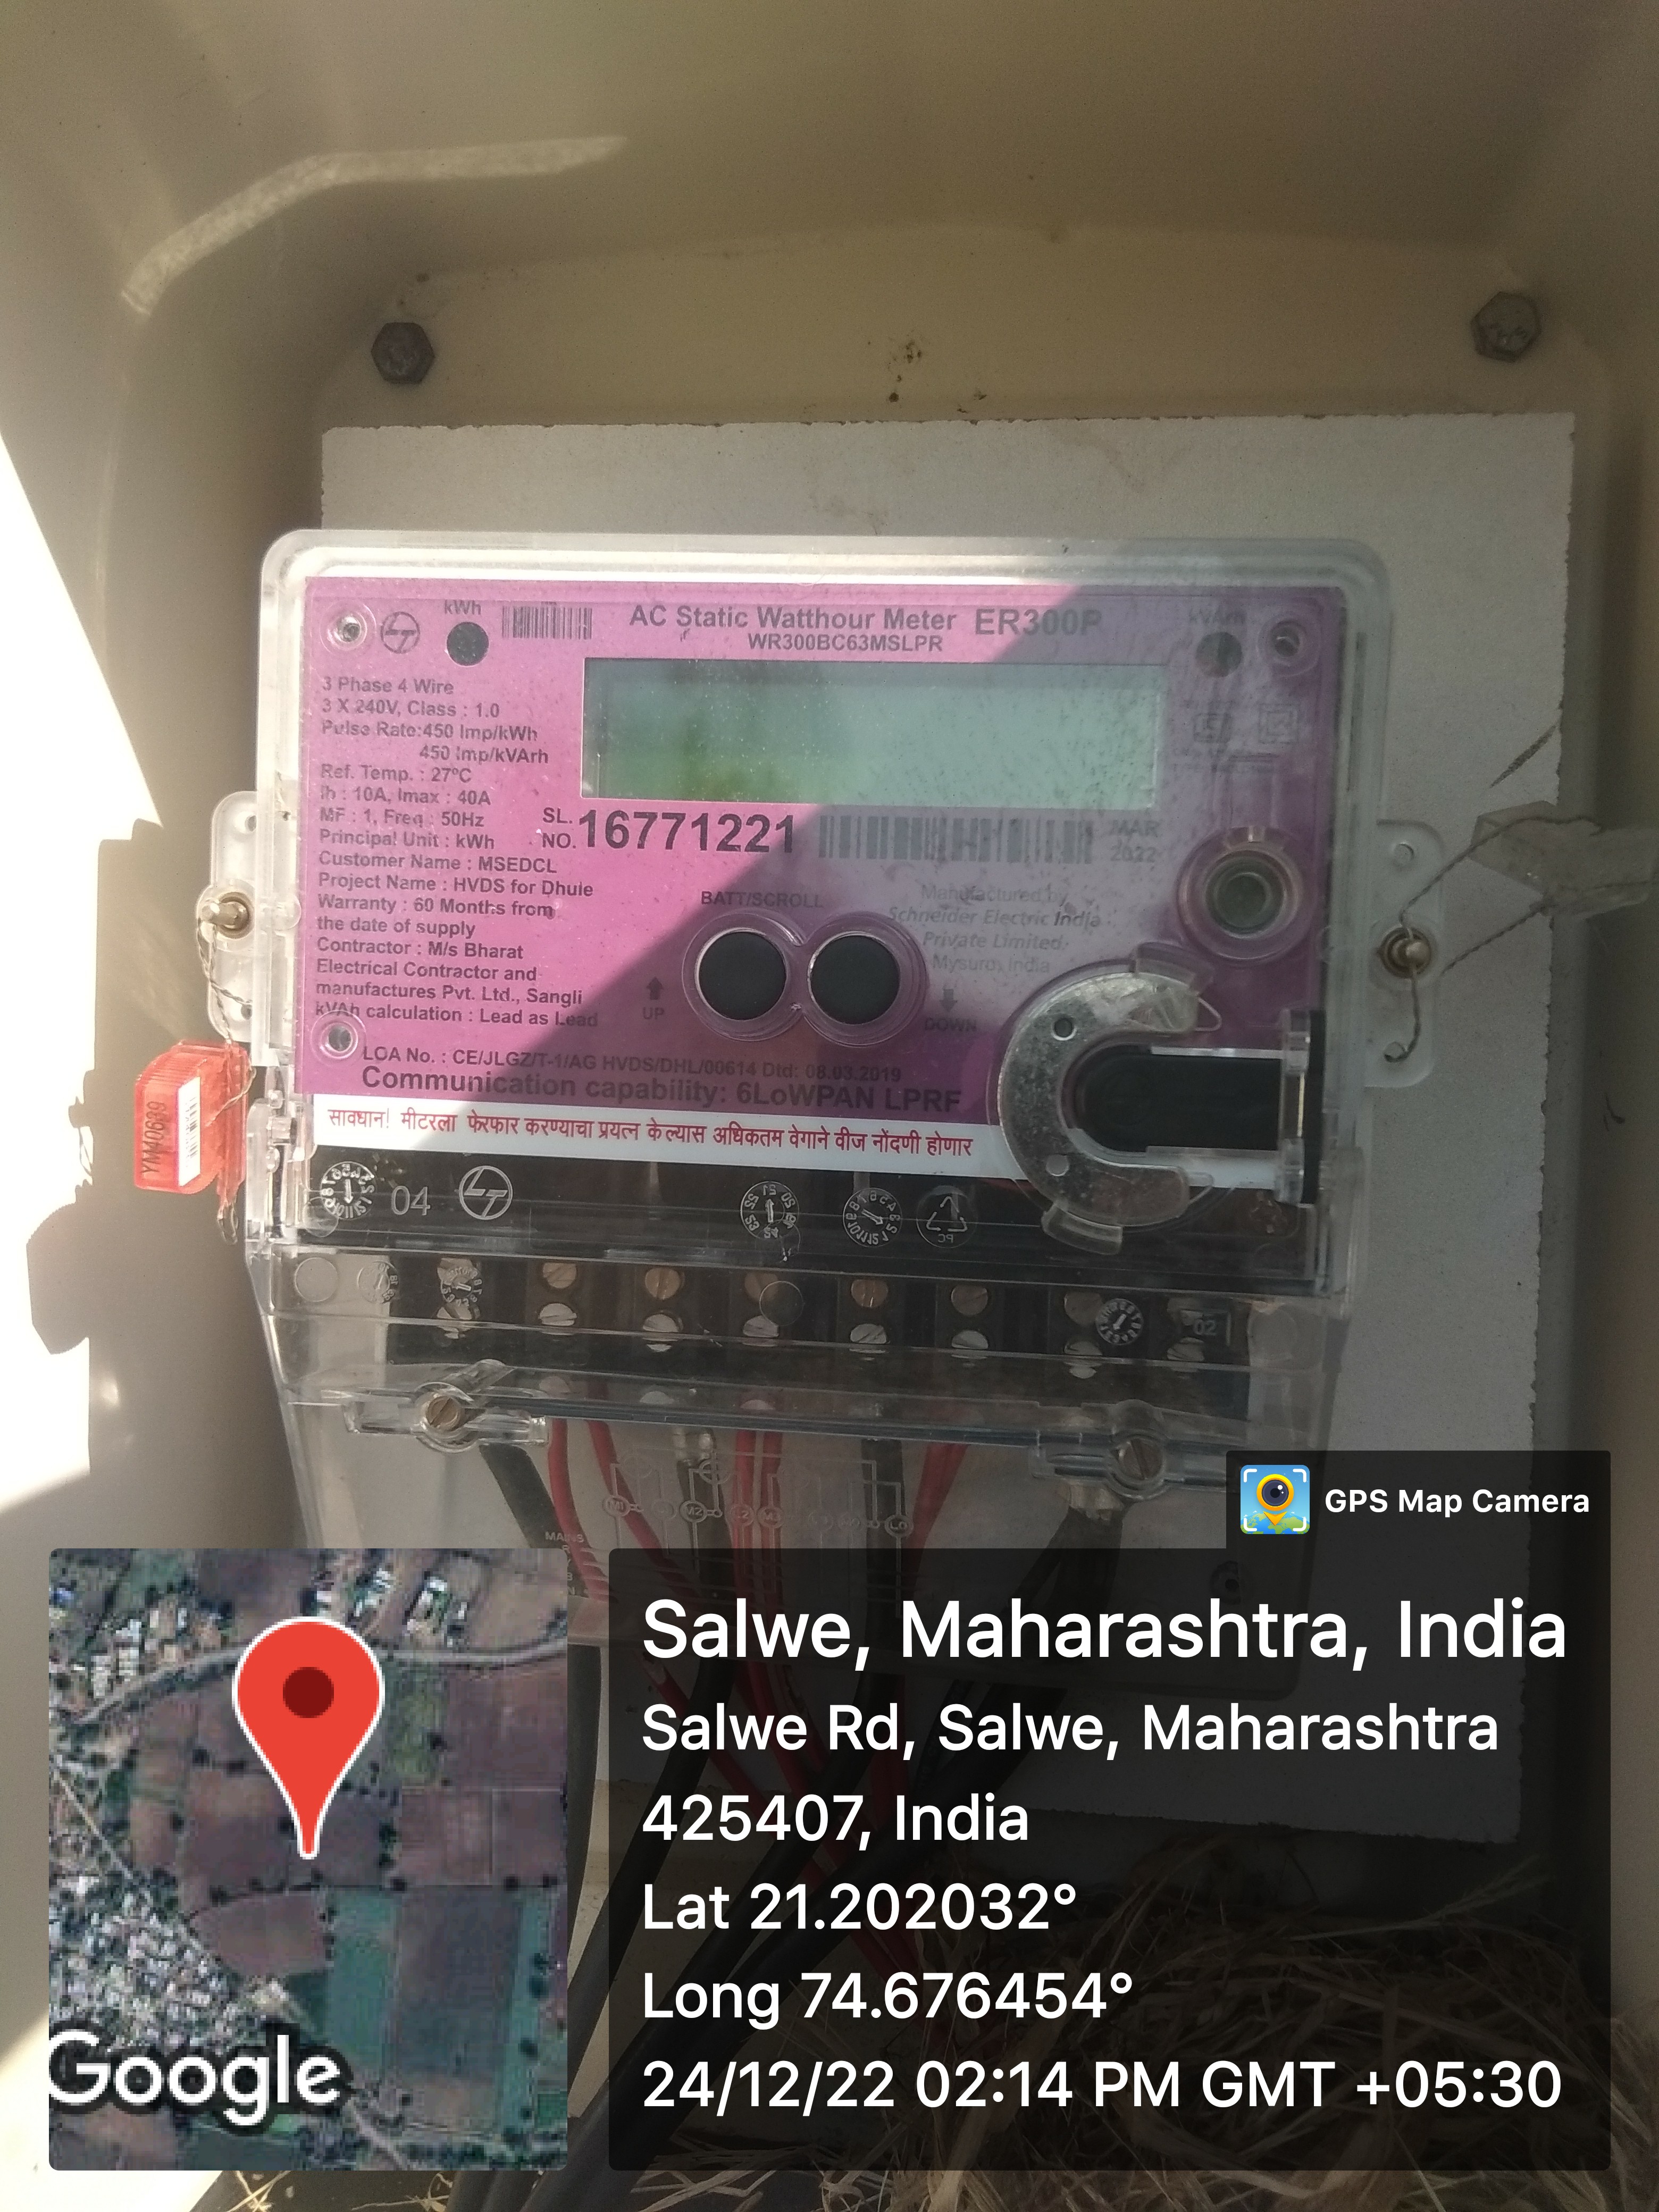 kWh
AC Static Watthour Meter ER300P
WR300BC63MSLPR
kVArh
3 Phase 4 Wire
3 X 240V, Class : 1.0
Pulse Rate:450 Imp/kWh
450 Imp/kVArh
Ref. Temp. : 27°C
Ib : 10A, Imax : 40A
MF : 1, Freq : 50Hz
Principal Unit : kWh
Customer Name : MSEDCL
Project Name : HVDS for Dhule
Warranty : 60 Months from
the date of supply
Contractor : M/s Bharat
Electrical Contractor and
manufactures Pvt. Ltd., Sangli
kVAh calculation : Lead as Lead
SL.
NO. 16771221
MAR
2022
BATT/SCROLL
UP
DOWN
Manufactured by
Schneider Electric India
Private Limited
Mysuru, India
LOA No. : CE/JLGZ/T-1/AG HVDS/DHL/00614 Dtd: 08.03.2019
Communication capability: 6LoWPAN LPRF
सावधान! मीटरला फेरफार करण्याचा प्रयत्न केल्यास अधिकतम वेगाने वीज नोंदणी होणार
04
02
MAINS
GPS Map Camera
Google
Salwe, Maharashtra, India
Salwe Rd, Salwe, Maharashtra
425407, India
Lat 21.202032°
Long 74.676454°
24/12/22 02:14 PM GMT +05:30